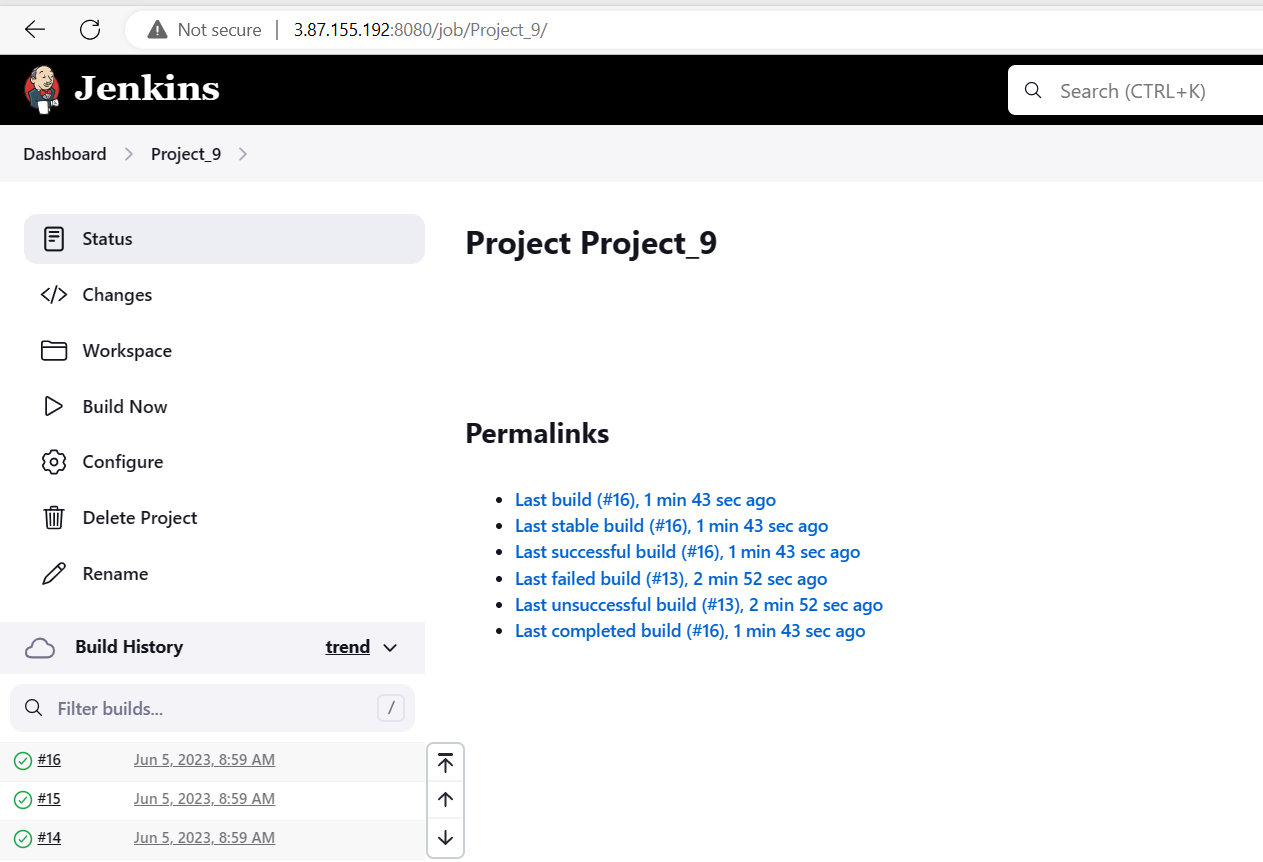 Not secure | 3.87.155.192:8080/job/Project_9/
Jenkins
Search (CTRL+K)
Dashboard > Project_9 >
Status
Changes
Workspace
Build Now
Configure
Delete Project
Rename
Build History trend
Filter builds... /
#16 Jun 5, 2023, 8:59 AM
#15 Jun 5, 2023, 8:59 AM
#14 Jun 5, 2023, 8:59 AM
Project Project_9
Permalinks
• Last build (#16), 1 min 43 sec ago
• Last stable build (#16), 1 min 43 sec ago
• Last successful build (#16), 1 min 43 sec ago
• Last failed build (#13), 2 min 52 sec ago
• Last unsuccessful build (#13), 2 min 52 sec ago
• Last completed build (#16), 1 min 43 sec ago